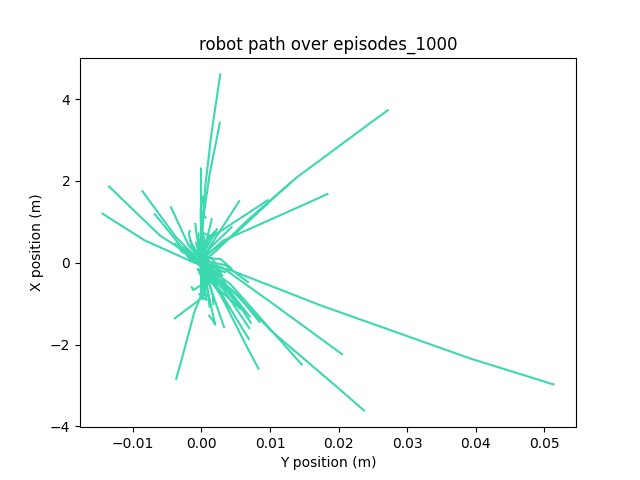 robot path over episodes_1000
X position (m)
4
2
0
−2
−4
−0.01 0.00 0.01 0.02 0.03 0.04 0.05
Y position (m)